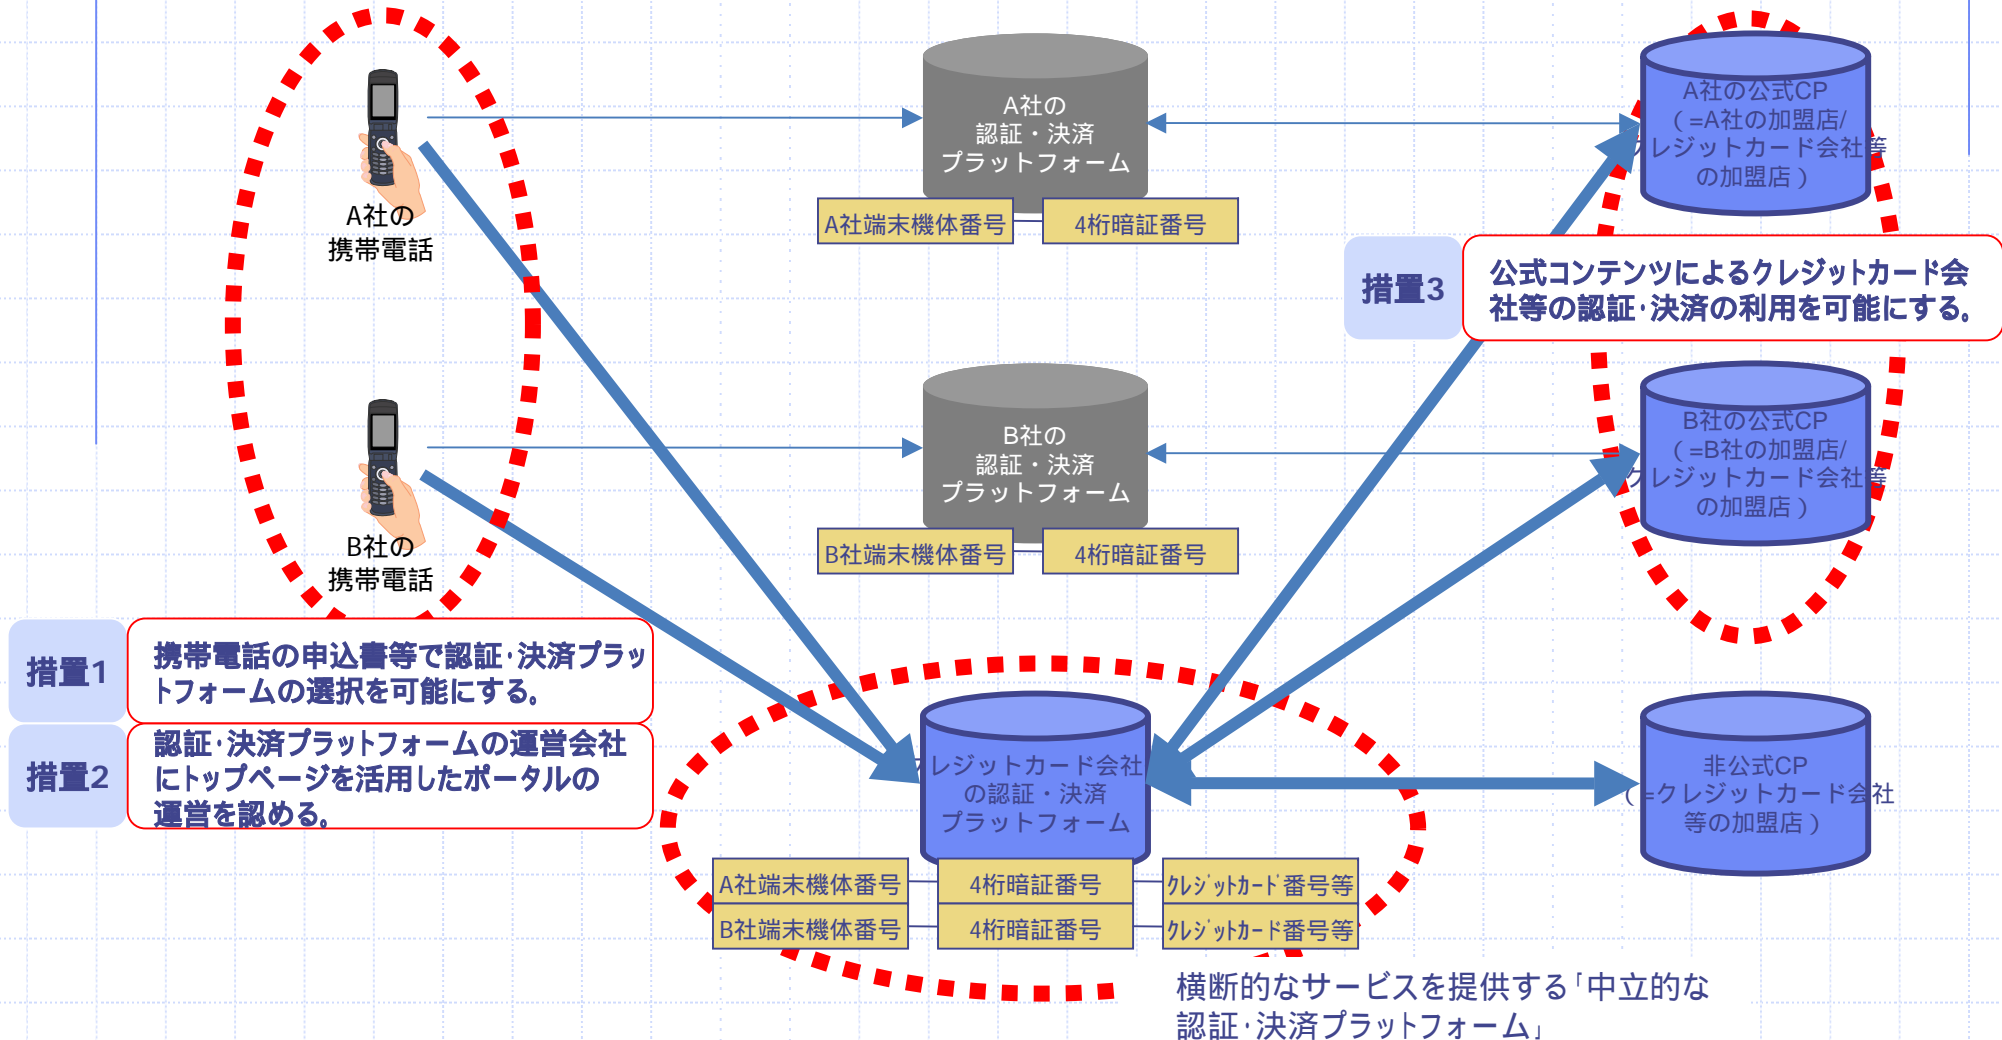 A社の
認証・決済
プラットフォーム
A社の公式CP
(=A社の加盟店/
クレジットカード会社等
の加盟店)
A社の
携帯電話
A社端末機体番号
4桁暗証番号
措置3
公式コンテンツによるクレジットカード会
社等の認証・決済の利用を可能にする。
B社の
認証・決済
プラットフォーム
B社の公式CP
(=B社の加盟店/
クレジットカード会社等
の加盟店)
B社の
携帯電話
B社端末機体番号
4桁暗証番号
措置1
携帯電話の申込書等で認証・決済プラッ
トフォームの選択を可能にする。
措置2
認証・決済プラットフォームの運営会社
にトップページを活用したポータルの
運営を認める。
クレジットカード会社
の認証・決済
プラットフォーム
非公式CP
(=クレジットカード会社
等の加盟店)
A社端末機体番号
4桁暗証番号
クレジットカード番号等
B社端末機体番号
4桁暗証番号
クレジットカード番号等
横断的なサービスを提供する「中立的な
認証・決済プラットフォーム」